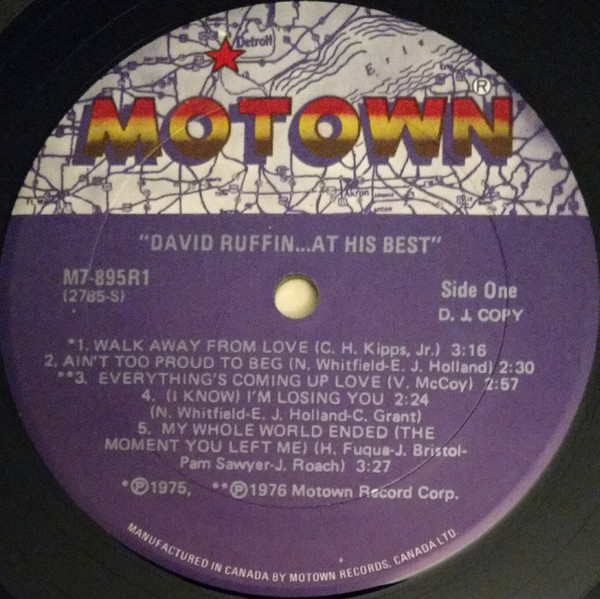 Detroit
Erie
MOTOWN®
Akron
"DAVID RUFFIN...AT HIS BEST"
M7-895R1
(2785-S)
Side One
D. J. COPY
*1. WALK AWAY FROM LOVE (C. H. Kipps, Jr.) 3:16
2. AIN'T TOO PROUD TO BEG (N. Whitfield-E. J. Holland) 2:30
**3. EVERYTHING'S COMING UP LOVE (V. McCoy) 2:57
4. (I KNOW) I'M LOSING YOU 2:24
(N. Whitfield-E. J. Holland-C. Grant)
5. MY WHOLE WORLD ENDED (THE
MOMENT YOU LEFT ME) (H. Fuqua-J. Bristol-
Pam Sawyer-J. Roach) 3:27
*Ⓟ1975, **Ⓟ1976 Motown Record Corp.
MANUFACTURED IN CANADA BY MOTOWN RECORDS, CANADA LTD